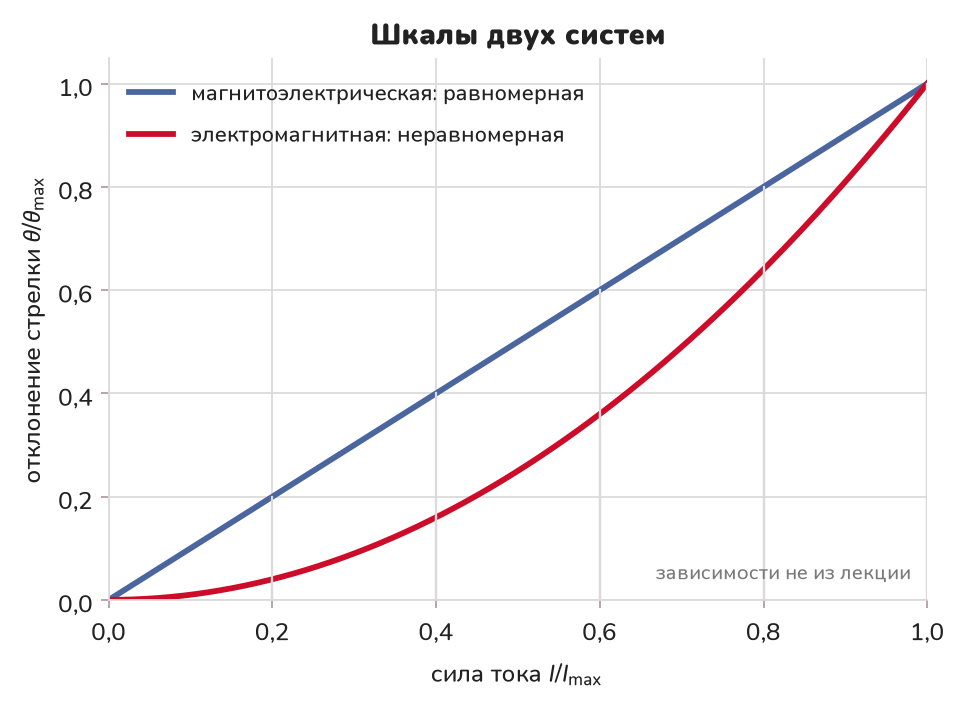 Шкалы двух систем
магнитоэлектрическая: равномерная
электромагнитная: неравномерная
отклонение стрелки θ/θmax
1,0
0,8
0,6
0,4
0,2
0,0
зависимости не из лекции
0,0 0,2 0,4 0,6 0,8 1,0
сила тока I/Imax